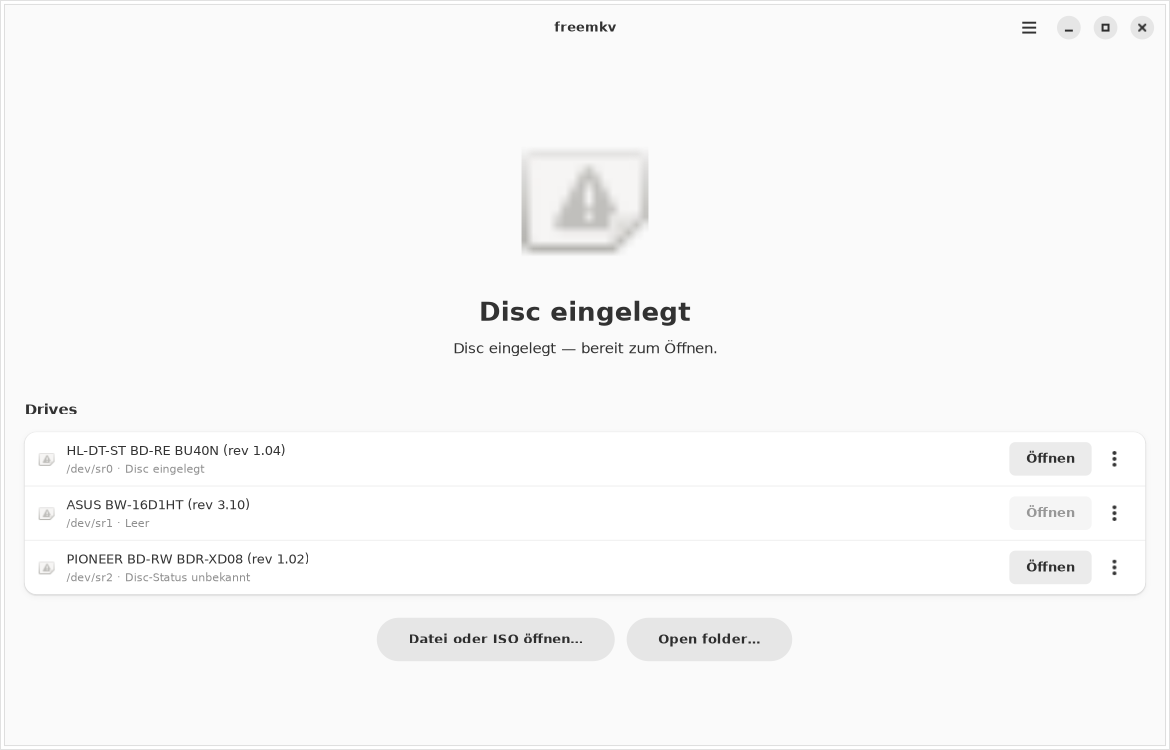 freemkv
Disc eingelegt
Disc eingelegt — bereit zum Öffnen.
Drives
HL-DT-ST BD-RE BU40N (rev 1.04)
/dev/sr0 · Disc eingelegt
Öffnen
ASUS BW-16D1HT (rev 3.10)
/dev/sr1 · Leer
Öffnen
PIONEER BD-RW BDR-XD08 (rev 1.02)
/dev/sr2 · Disc-Status unbekannt
Öffnen
Datei oder ISO öffnen…
Open folder…